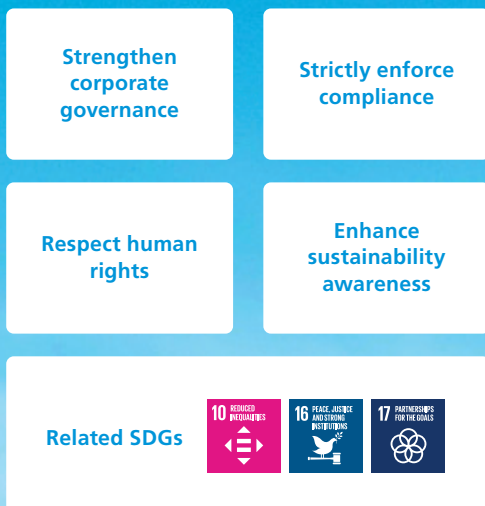 Strengthen
corporate
governance
Strictly enforce
compliance
Respect human
rights
Enhance
sustainability
awareness
Related SDGs
10 REDUCED
INEQUALITIES
16 PEACE, JUSTICE
AND STRONG
INSTITUTIONS
17 PARTNERSHIPS
FOR THE GOALS